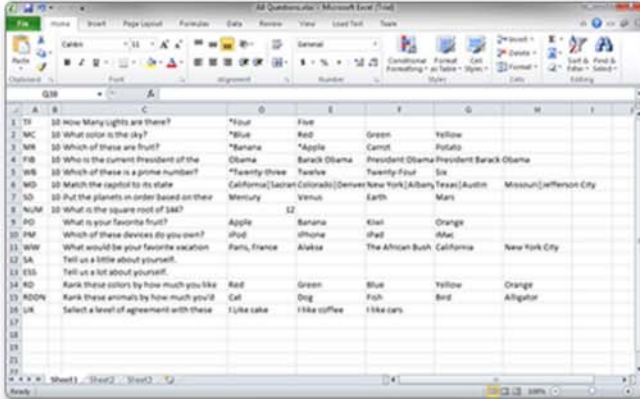 All Questions.xlsx - Microsoft Excel (Trial)
File Home Insert Page Layout Formulas Data Review View Load Test Team
Calibri 11 General
Conditional Formatting Format as Table Cell Styles Insert Delete Format Sort & Filter Find & Select
Clipboard Font Alignment Number Styles Cells Editing
Q38 fx
A B C D E F G H I
1 TF 10 How Many Lights are there? *Four Five
2 MC 10 What color is the sky? *Blue Red Green Yellow
3 MR 10 Which of these are fruit? *Banana *Apple Carrot Potato
4 FIB 10 Who is the current President of the Obama Barack Obama President Obama President Barack Obama
5 WB 10 Which of these is a prime number? *Twenty-three Twelve Twenty-Four Six
6 MD 10 Match the capitol to its state California|Sacram Colorado|Denver New York|Albany Texas|Austin Missouri|Jefferson City
7 SD 10 Put the planets in order based on their Mercury Venus Earth Mars
8 NUM 10 What is the square root of 144? 12
9 PO What is your favorite fruit? Apple Banana Kiwi Orange
10 PM Which of these devices do you own? iPod iPhone iPad iMac
11 WW What would be your favorite vacation Paris, France Alaksa The African Bush California New York City
12 SA Tell us a little about yourself.
13 ESS Tell us a lot about yourself.
14 RD Rank these colors by how much you like Red Green Blue Yellow Orange
15 Rank these animals by how much you'd Cat Dog Fish Bird Alligator
16 LIK Select a level of agreement with these I Like cake I like coffee I like cars
17
18
19
20
21
22
Sheet1 Sheet2 Sheet3
Ready 100%